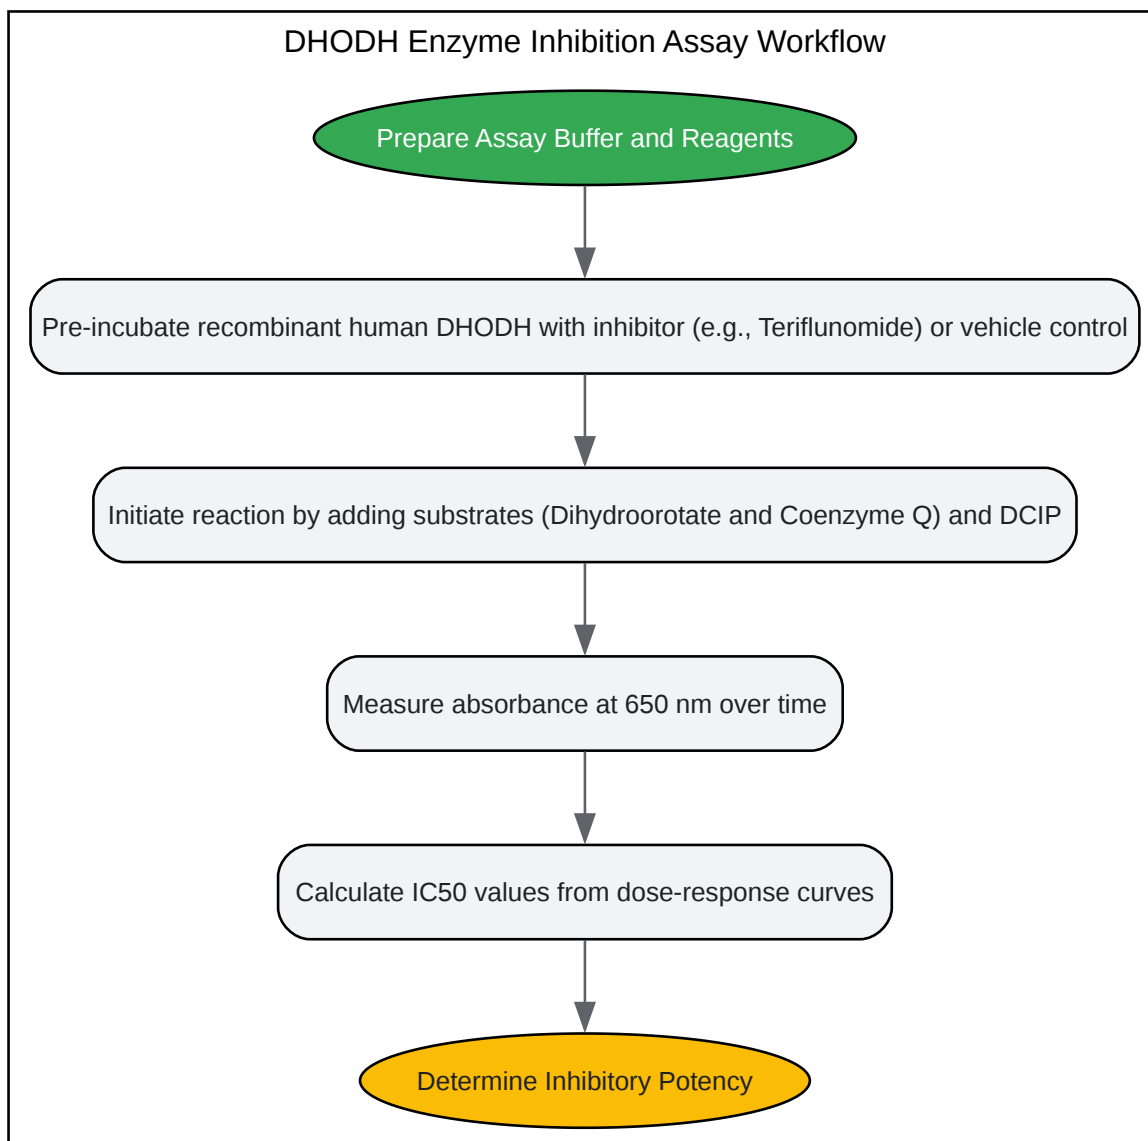 DHODH Enzyme Inhibition Assay Workflow
Prepare Assay Buffer and Reagents
Pre-incubate recombinant human DHODH with inhibitor (e.g., Teriflunomide) or vehicle control
Initiate reaction by adding substrates (Dihydroorotate and Coenzyme Q) and DCIP
Measure absorbance at 650 nm over time
Calculate IC50 values from dose-response curves
Determine Inhibitory Potency